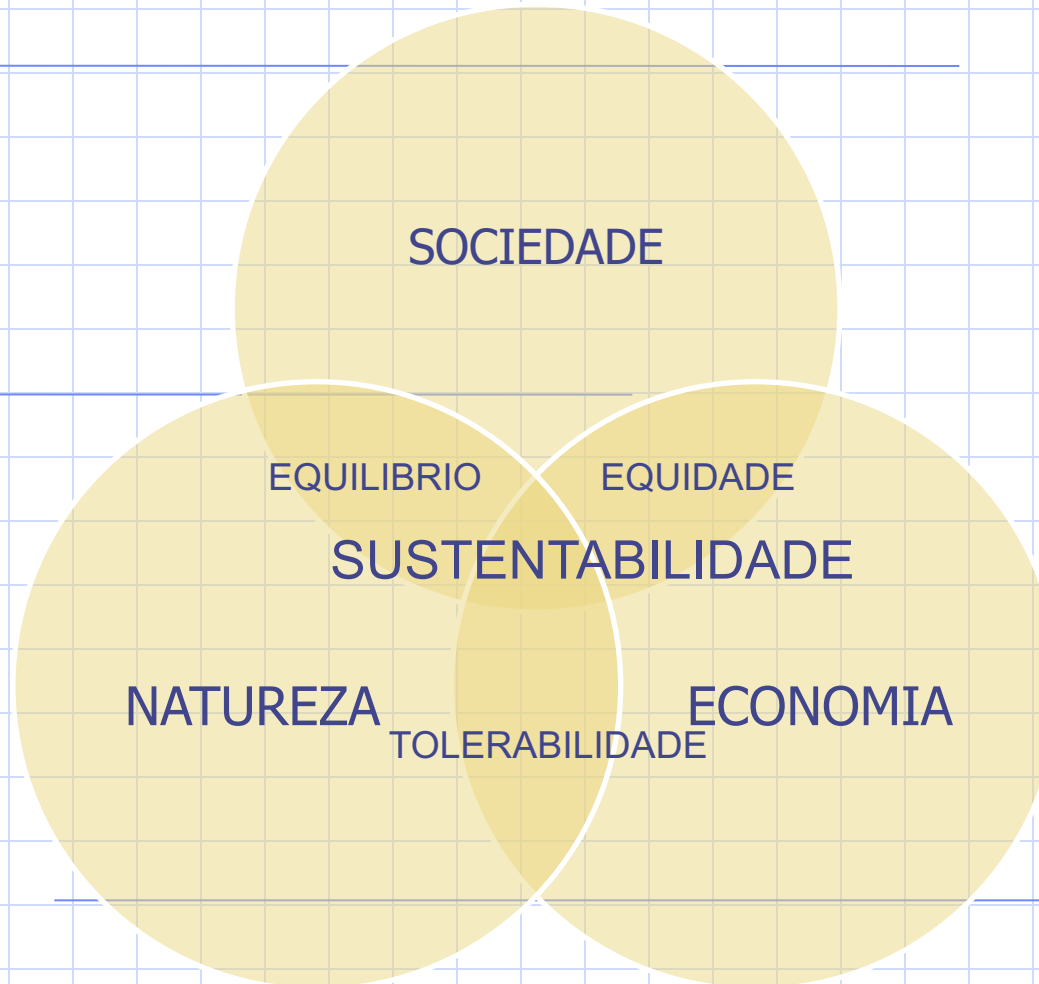 SOCIEDADE
EQUILIBRIO
EQUIDADE
SUSTENTABILIDADE
NATUREZA
ECONOMIA
TOLERABILIDADE